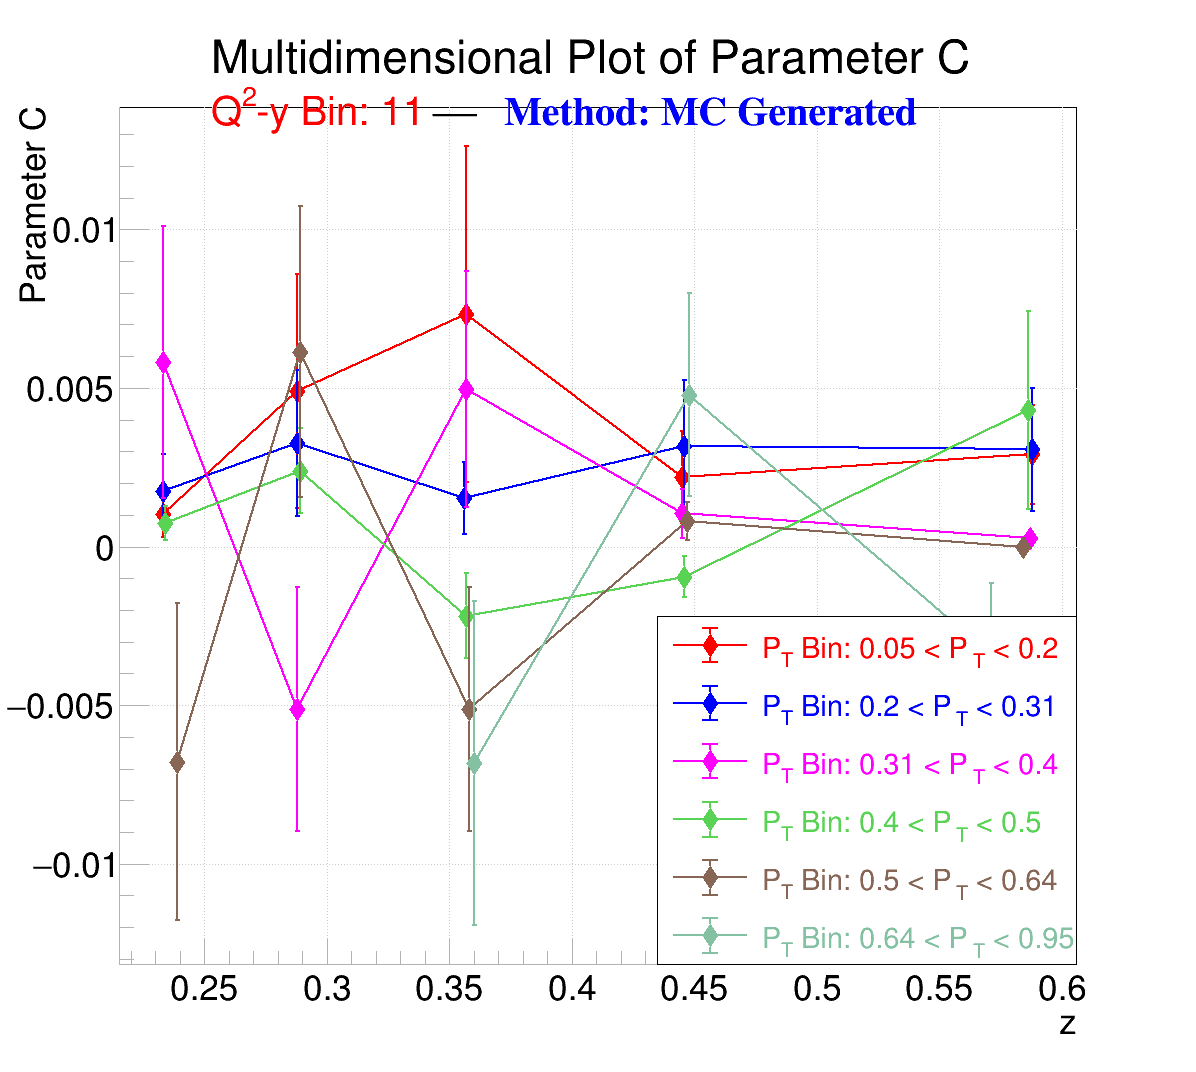 Multidimensional Plot of Parameter C
Q²-y Bin: 11 — Method: MC Generated
Parameter C
0.01
0.005
0
−0.005
−0.01
0.25 0.3 0.35 0.4 0.45 0.5 0.55 0.6
z
P_T Bin: 0.05 < P_T < 0.2
P_T Bin: 0.2 < P_T < 0.31
P_T Bin: 0.31 < P_T < 0.4
P_T Bin: 0.4 < P_T < 0.5
P_T Bin: 0.5 < P_T < 0.64
P_T Bin: 0.64 < P_T < 0.95